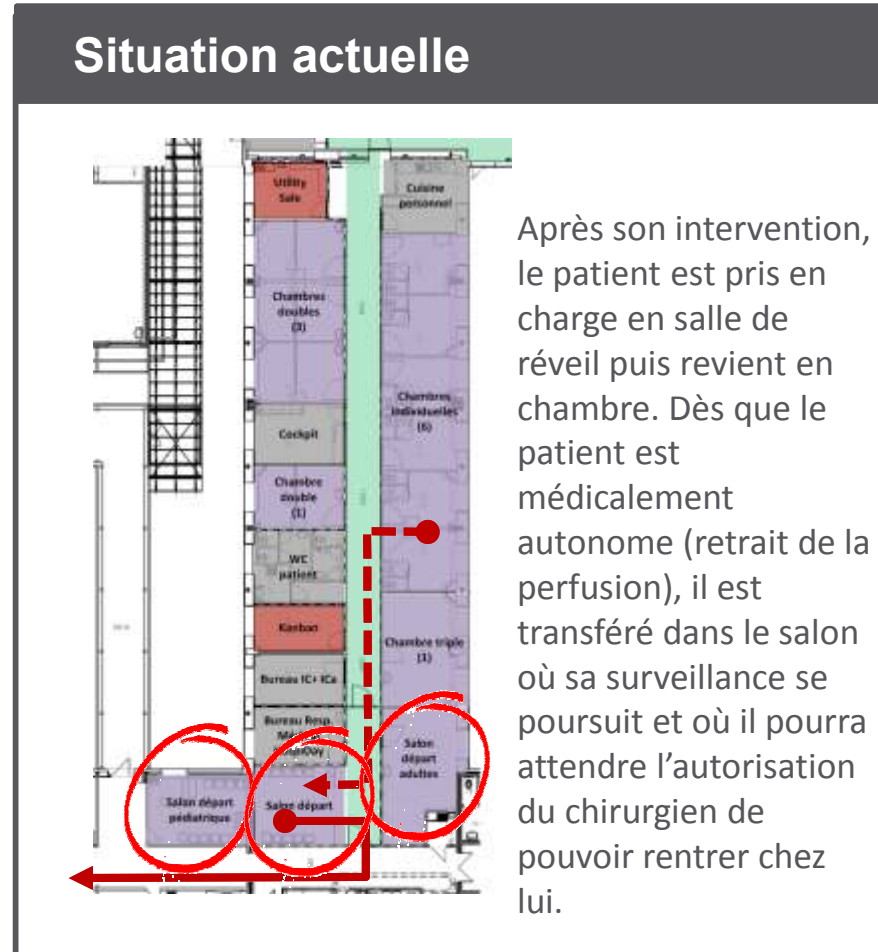 Situation actuelle
Utility
Sale
Cuisine
personnel
Chambres
doubles
(3)
Chambres
individuelles
(6)
Cockpit
Chambre
double
(1)
WC
patient
Kanban
Chambre triple
(1)
Bureau IC+ ICa
Bureau Resp.
Salon
départ
adultes
Salon départ
pédiatrique
Salon départ
Après son intervention,
le patient est pris en
charge en salle de
réveil puis revient en
chambre. Dès que le
patient est
médicalement
autonome (retrait de la
perfusion), il est
transféré dans le salon
où sa surveillance se
poursuit et où il pourra
attendre l’autorisation
du chirurgien de
pouvoir rentrer chez
lui.